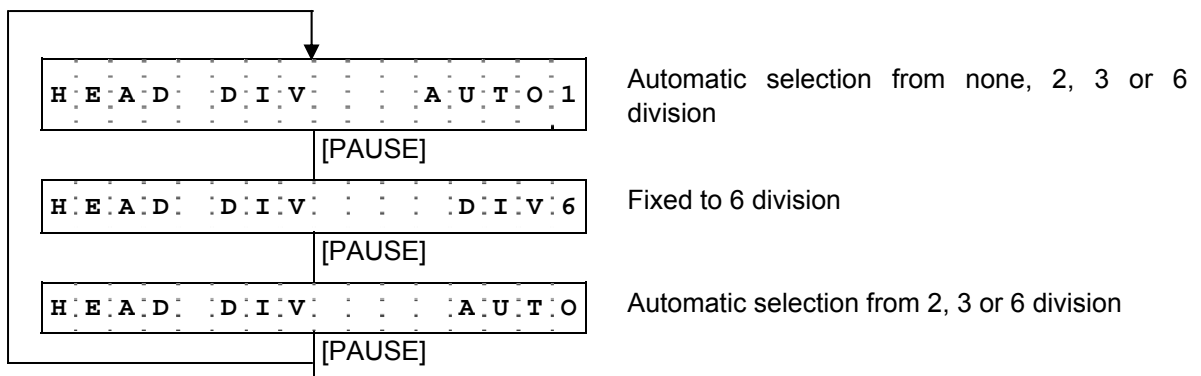 HEAD DIV AUTO1
Automatic selection from none, 2, 3 or 6
division
[PAUSE]
HEAD DIV DIV6
Fixed to 6 division
[PAUSE]
HEAD DIV AUTO
Automatic selection from 2, 3 or 6 division
[PAUSE]